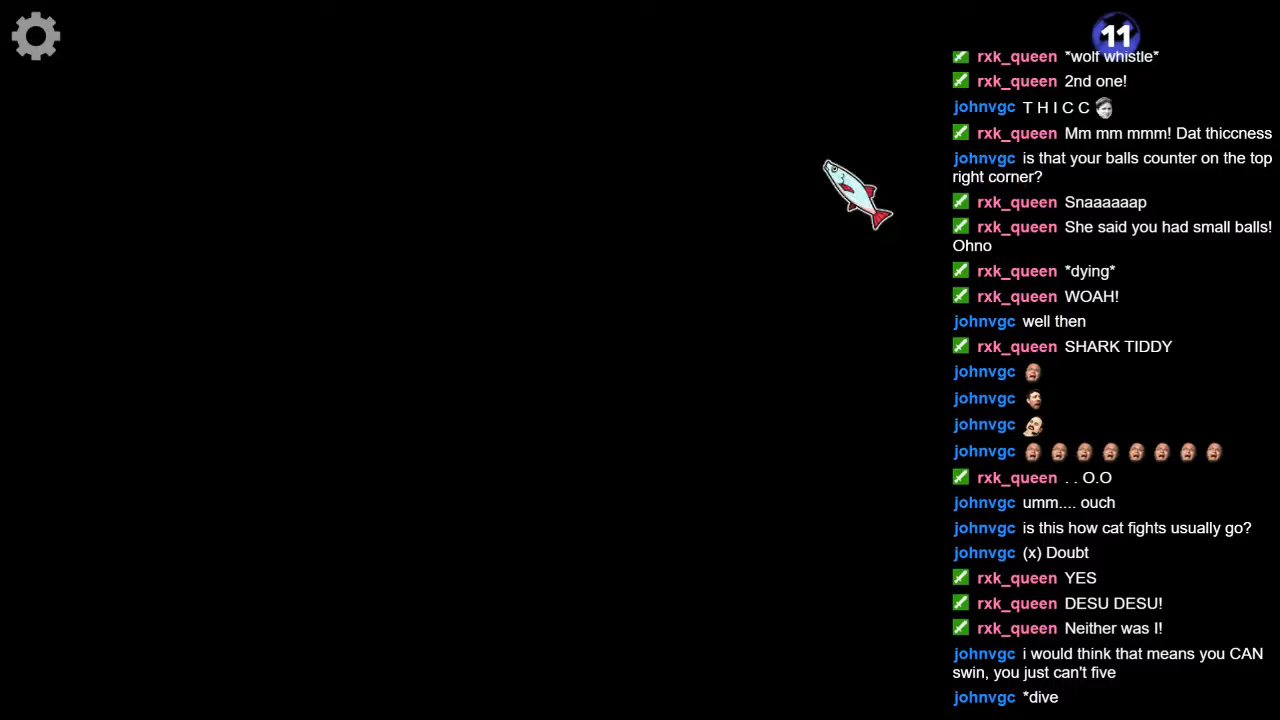 11
rxk_queen *wolf whistle*
rxk_queen 2nd one!
johnvgc T H I C C
rxk_queen Mm mm mmm! Dat thiccness
johnvgc is that your balls counter on the top
right corner?
rxk_queen Snaaaaaap
rxk_queen She said you had small balls!
Ohno
rxk_queen *dying*
rxk_queen WOAH!
johnvgc well then
rxk_queen SHARK TIDDY
johnvgc
johnvgc
johnvgc
johnvgc
rxk_queen . . O.O
johnvgc umm.... ouch
johnvgc is this how cat fights usually go?
johnvgc (x) Doubt
rxk_queen YES
rxk_queen DESU DESU!
rxk_queen Neither was I!
johnvgc i would think that means you CAN
swin, you just can't five
johnvgc *dive